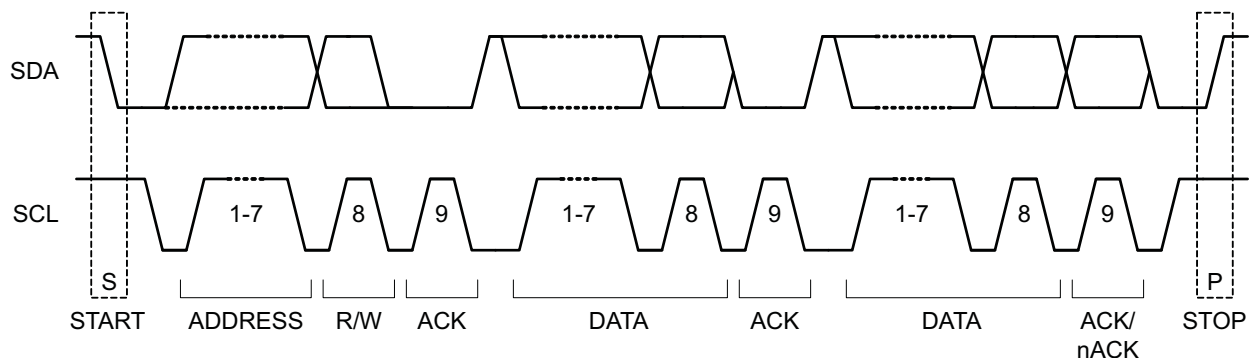 SDA
SCL
1-7 8 9 1-7 8 9 1-7 8 9
S P
START ADDRESS R/W ACK DATA ACK DATA ACK/ STOP
nACK